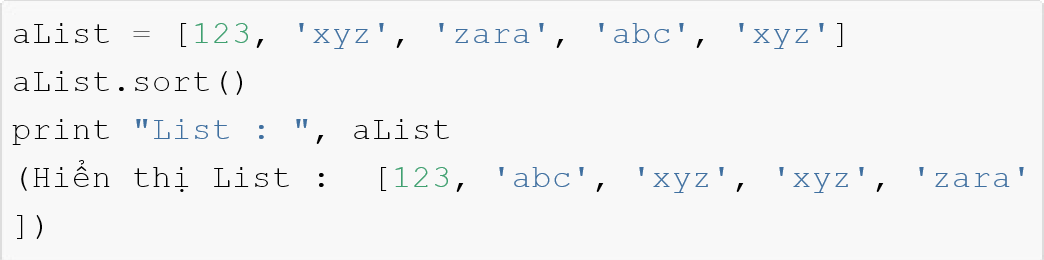 aList = [123, 'xyz', 'zara', 'abc', 'xyz']
aList.sort()
print "List : ", aList
(Hiển thị List :  [123, 'abc', 'xyz', 'xyz', 'zara'
])